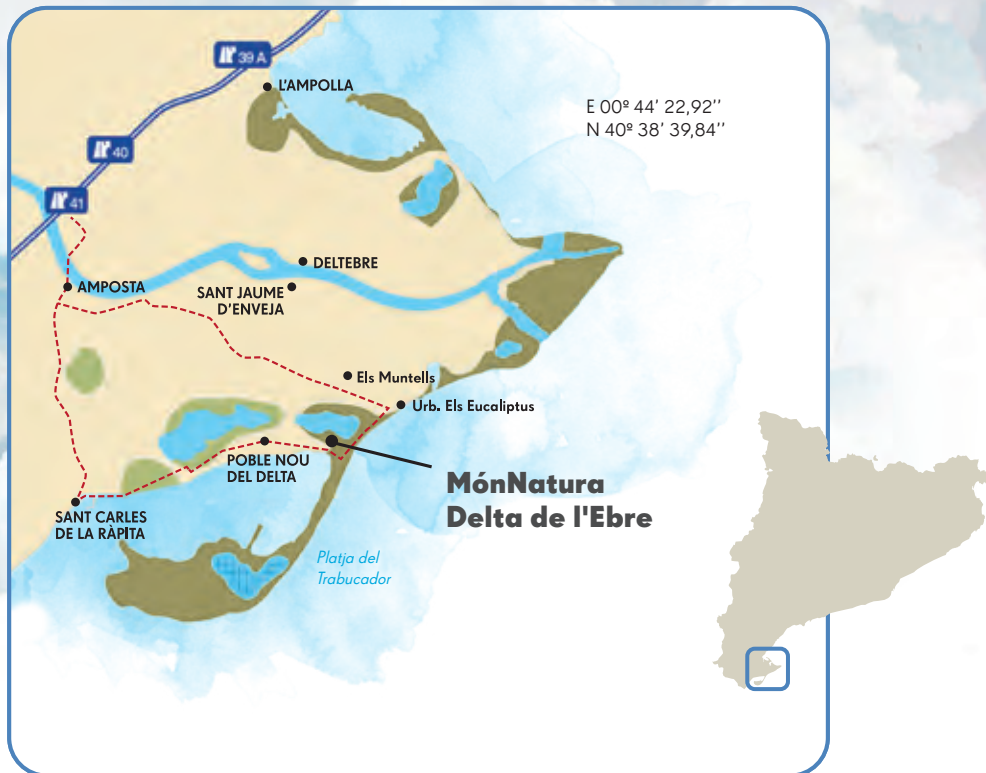 39 A
L'AMPOLLA
E 00º 44' 22,92''
N 40º 38' 39,84''
40
41
DELTEBRE
AMPOSTA
SANT JAUME
D'ENVEJA
Els Muntells
Urb. Els Eucaliptus
POBLE NOU
DEL DELTA
MónNatura
Delta de l'Ebre
SANT CARLES
DE LA RÀPITA
Platja del
Trabucador